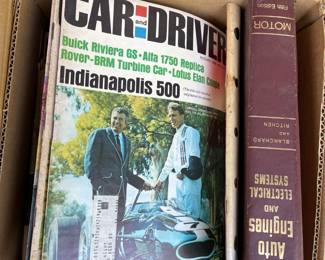 CAR and DRIVER
Buick Riviera GS • Alfa 1750 Replica
Rover-BRM Turbine Car • Lotus Elan Coupe
Indianapolis 500
Fifth Edition
MOTOR
BLANCHARD
AND
RITCHEN
Auto
Engines
AND
ELECTRICAL
SYSTEMS